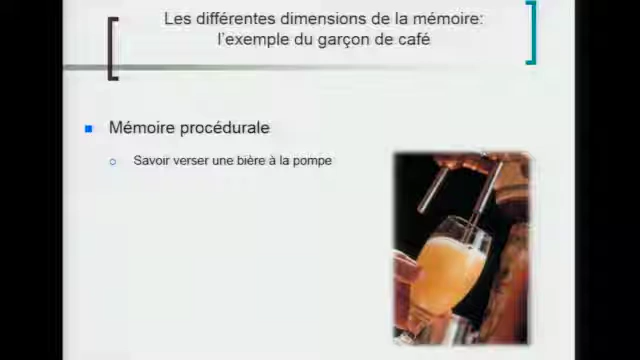 Les différentes dimensions de la mémoire:
l'exemple du garçon de café
Mémoire procédurale
Savoir verser une bière à la pompe